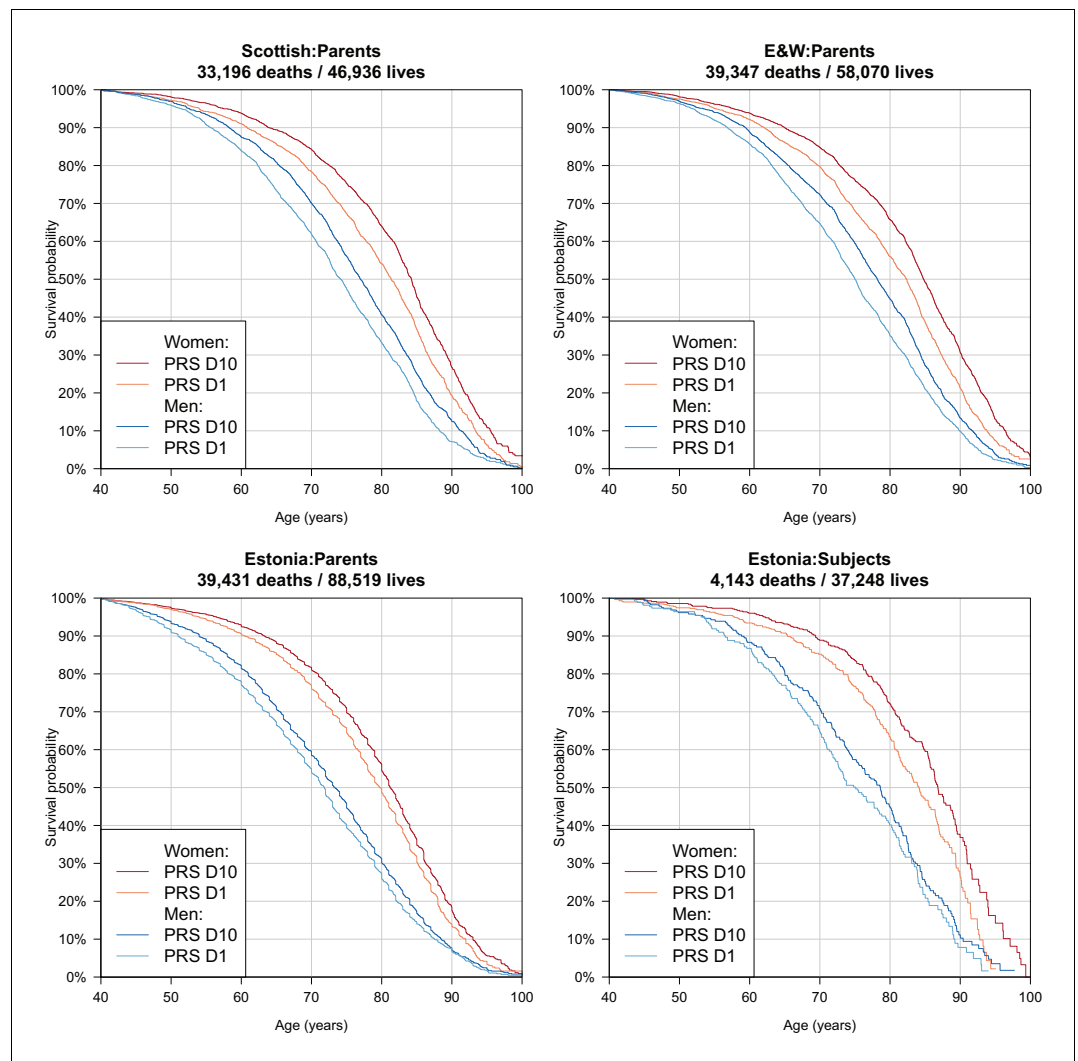 Scottish:Parents
33,196 deaths / 46,936 lives
100%
90%
80%
70%
60%
50%
40%
30%
20%
10%
0%
Survival probability
Women:
PRS D10
PRS D1
Men:
PRS D10
PRS D1
40 50 60 70 80 90 100
Age (years)
E&W:Parents
39,347 deaths / 58,070 lives
100%
90%
80%
70%
60%
50%
40%
30%
20%
10%
0%
Survival probability
Women:
PRS D10
PRS D1
Men:
PRS D10
PRS D1
40 50 60 70 80 90 100
Age (years)
Estonia:Parents
39,431 deaths / 88,519 lives
100%
90%
80%
70%
60%
50%
40%
30%
20%
10%
0%
Survival probability
Women:
PRS D10
PRS D1
Men:
PRS D10
PRS D1
40 50 60 70 80 90 100
Age (years)
Estonia:Subjects
4,143 deaths / 37,248 lives
100%
90%
80%
70%
60%
50%
40%
30%
20%
10%
0%
Survival probability
Women:
PRS D10
PRS D1
Men:
PRS D10
PRS D1
40 50 60 70 80 90 100
Age (years)